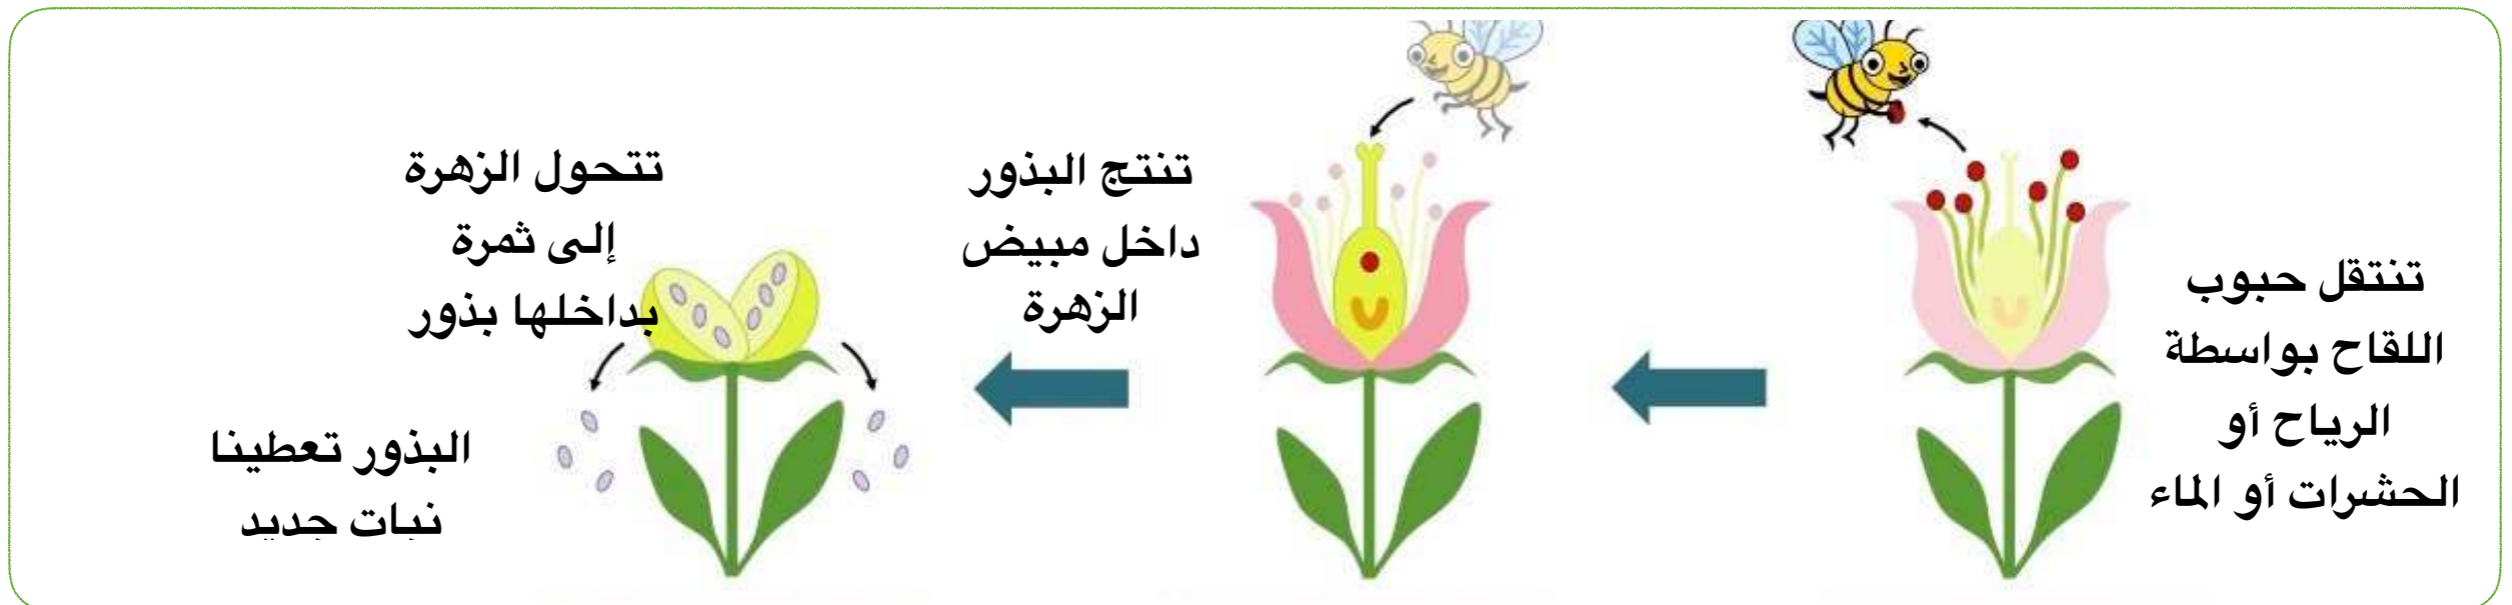 تنتقل حبوب
اللقاح بواسطة
الرياح أو
الحشرات أو الماء
تنتج البذور
داخل مبيض
الزهرة
تتحول الزهرة
إلى ثمرة
بداخلها بذور
البذور تعطينا
نبات جديد